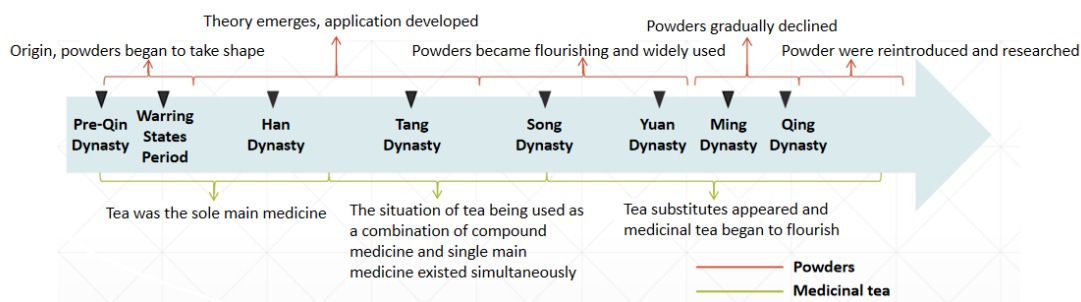 Theory emerges, application developed
Powders gradually declined
Origin, powders began to take shape
Powders became flourishing and widely used
Powder were reintroduced and researched
Pre-Qin
Dynasty
Warring
States
Period
Han
Dynasty
Tang
Dynasty
Song
Dynasty
Yuan
Dynasty
Ming
Dynasty
Qing
Dynasty
Tea was the sole main medicine
The situation of tea being used as
a combination of compound
medicine and single main
medicine existed simultaneously
Tea substitutes appeared and
medicinal tea began to flourish
Powders
Medicinal tea